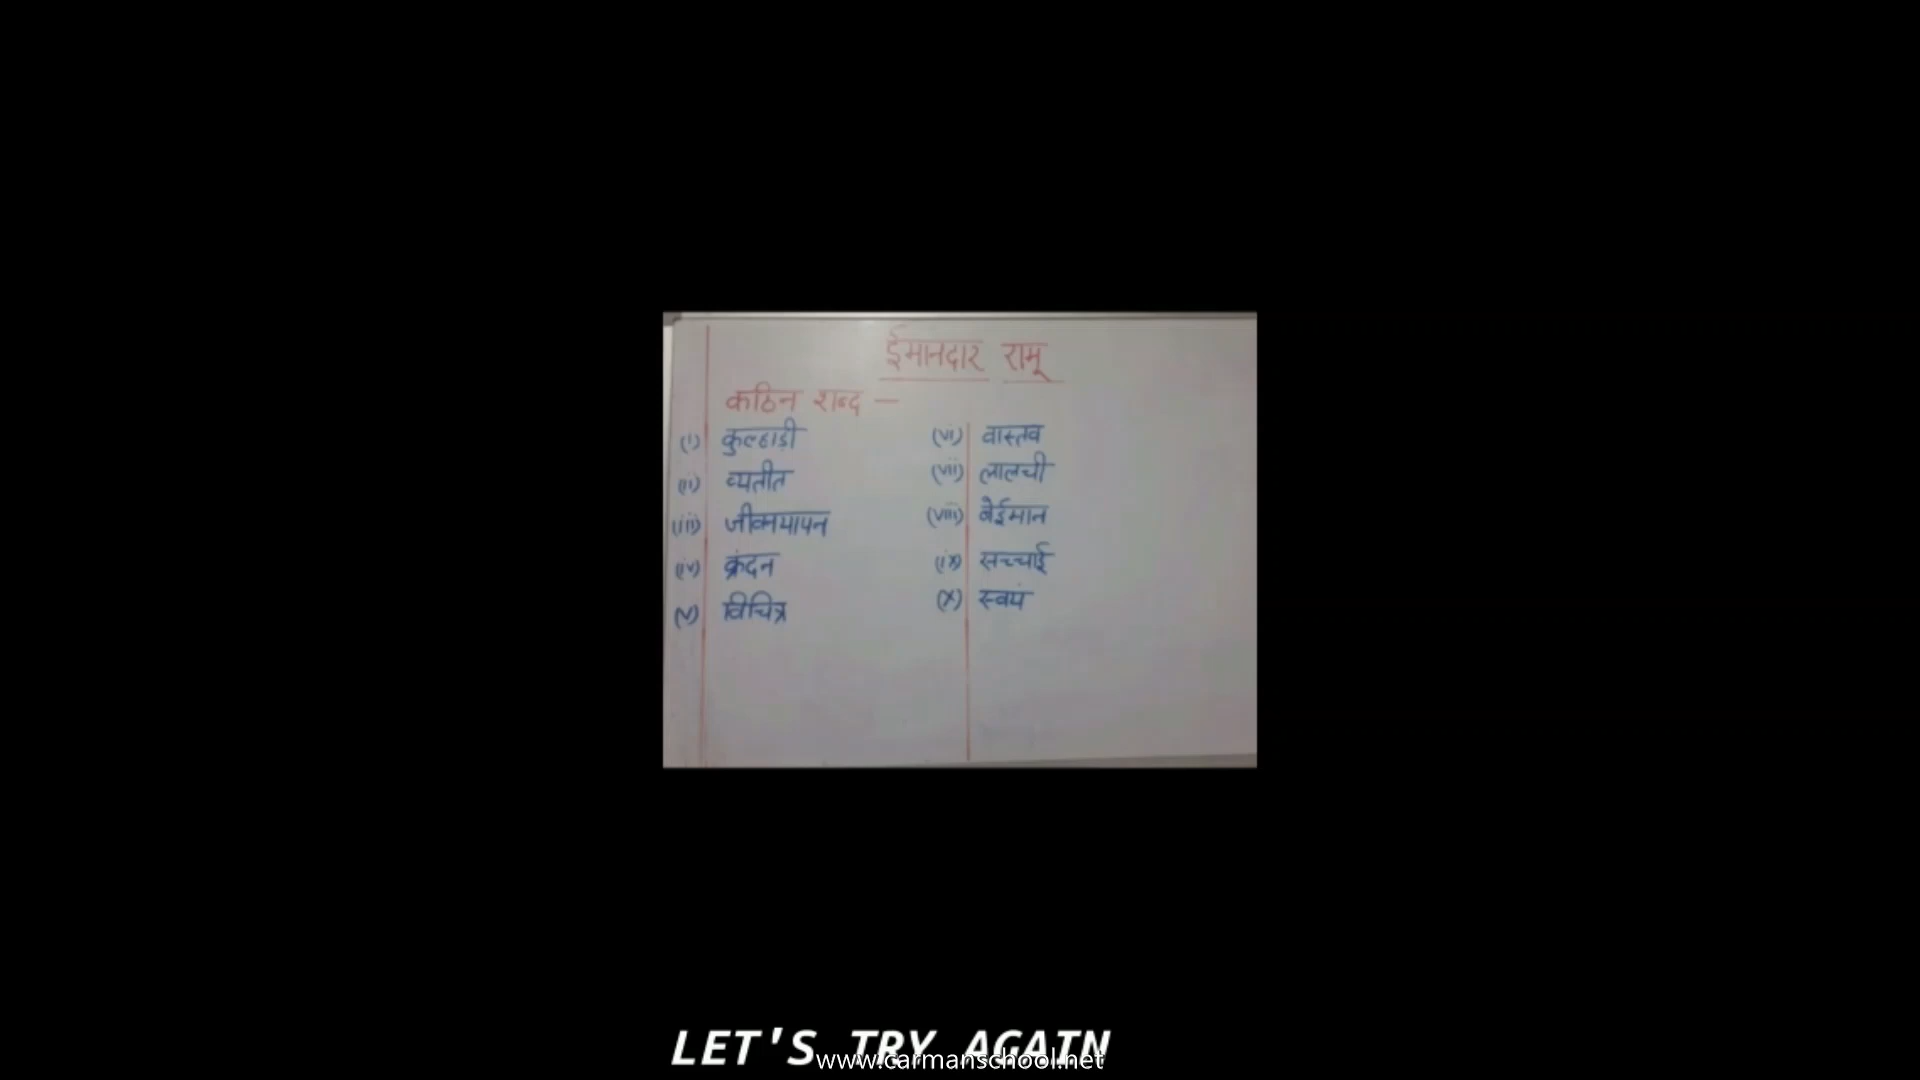 ईमानदार रामू
कठिन शब्द —
(i) कुल्हाड़ी
(ii) व्यतीत
(iii) जीवनयापन
(iv) क्रंदन
(v) विचित्र
(vi) वास्तव
(vii) लालची
(viii) बेईमान
(ix) सच्चाई
(x) स्वयं
LET'S TRY AGAIN
www.carmanschool.net